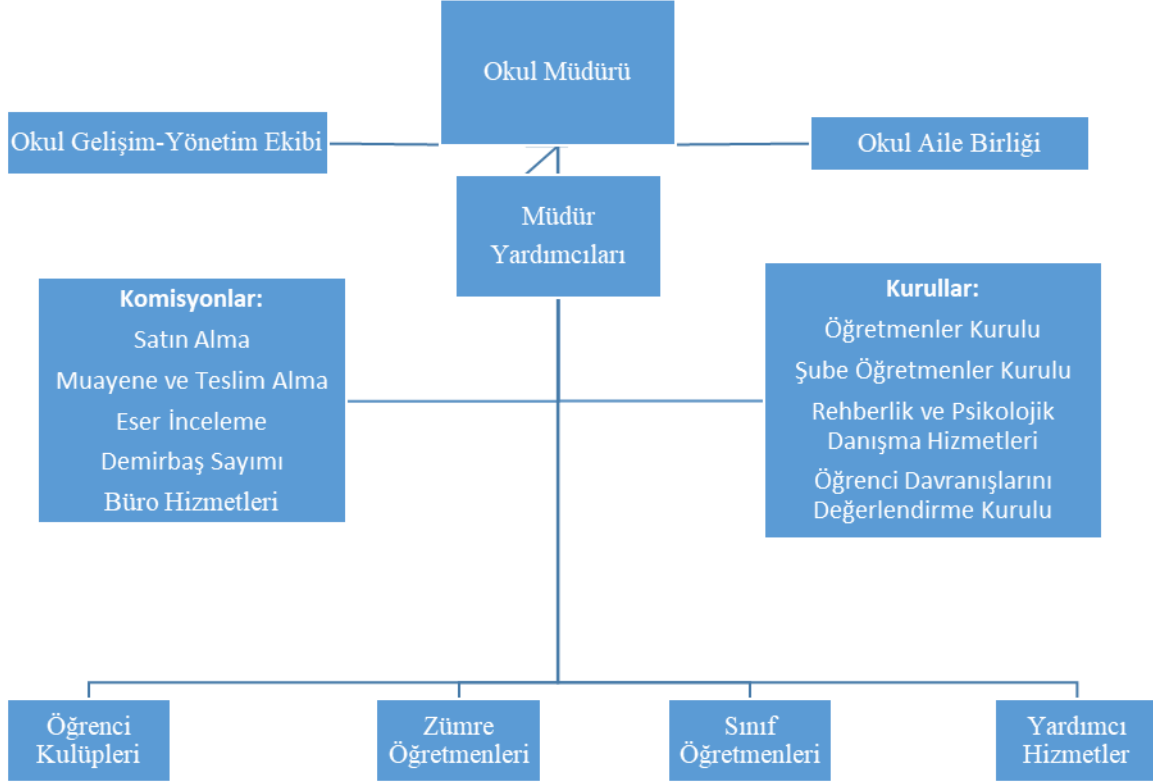 Okul Müdürü
Okul Gelişim-Yönetim Ekibi
Okul Aile Birliği
Müdür
Yardımcıları
Komisyonlar:
Satın Alma
Muayene ve Teslim Alma
Eser İnceleme
Demirbaş Sayımı
Büro Hizmetleri
Kurullar:
Öğretmenler Kurulu
Şube Öğretmenler Kurulu
Rehberlik ve Psikolojik
Danışma Hizmetleri
Öğrenci Davranışlarını
Değerlendirme Kurulu
Öğrenci
Kulüpleri
Zümre
Öğretmenleri
Sınıf
Öğretmenleri
Yardımcı
Hizmetler